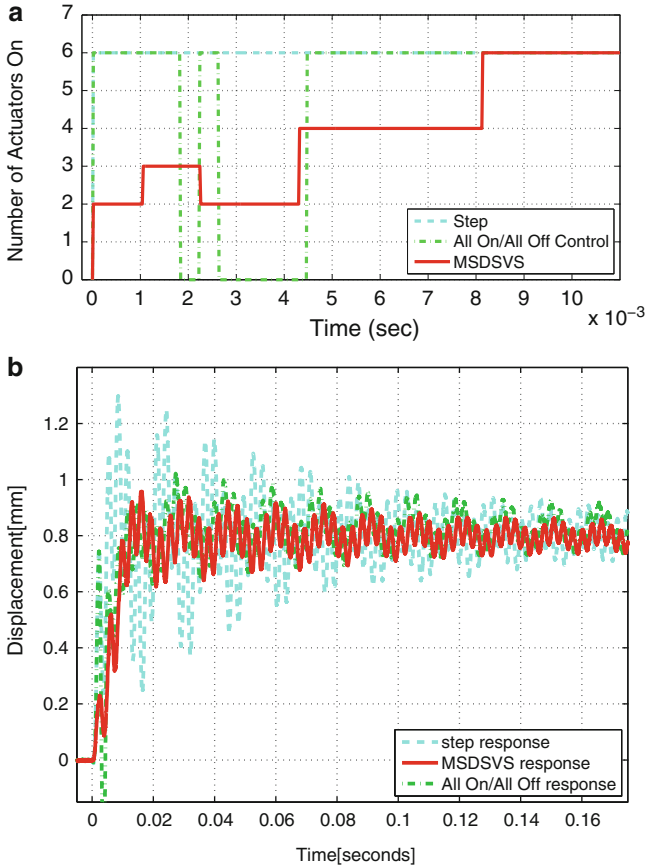 a
7
6
5
4
3
2
1
0
Number of Actuators On
Step
All On/All Off Control
MSDSVS
0 1 2 3 4 5 6 7 8 9 10
Time (sec)
x 10⁻³
b
1.2
1
0.8
0.6
0.4
0.2
0
Displacement[mm]
step response
MSDSVS response
All On/All Off response
0 0.02 0.04 0.06 0.08 0.1 0.12 0.14 0.16
Time[seconds]